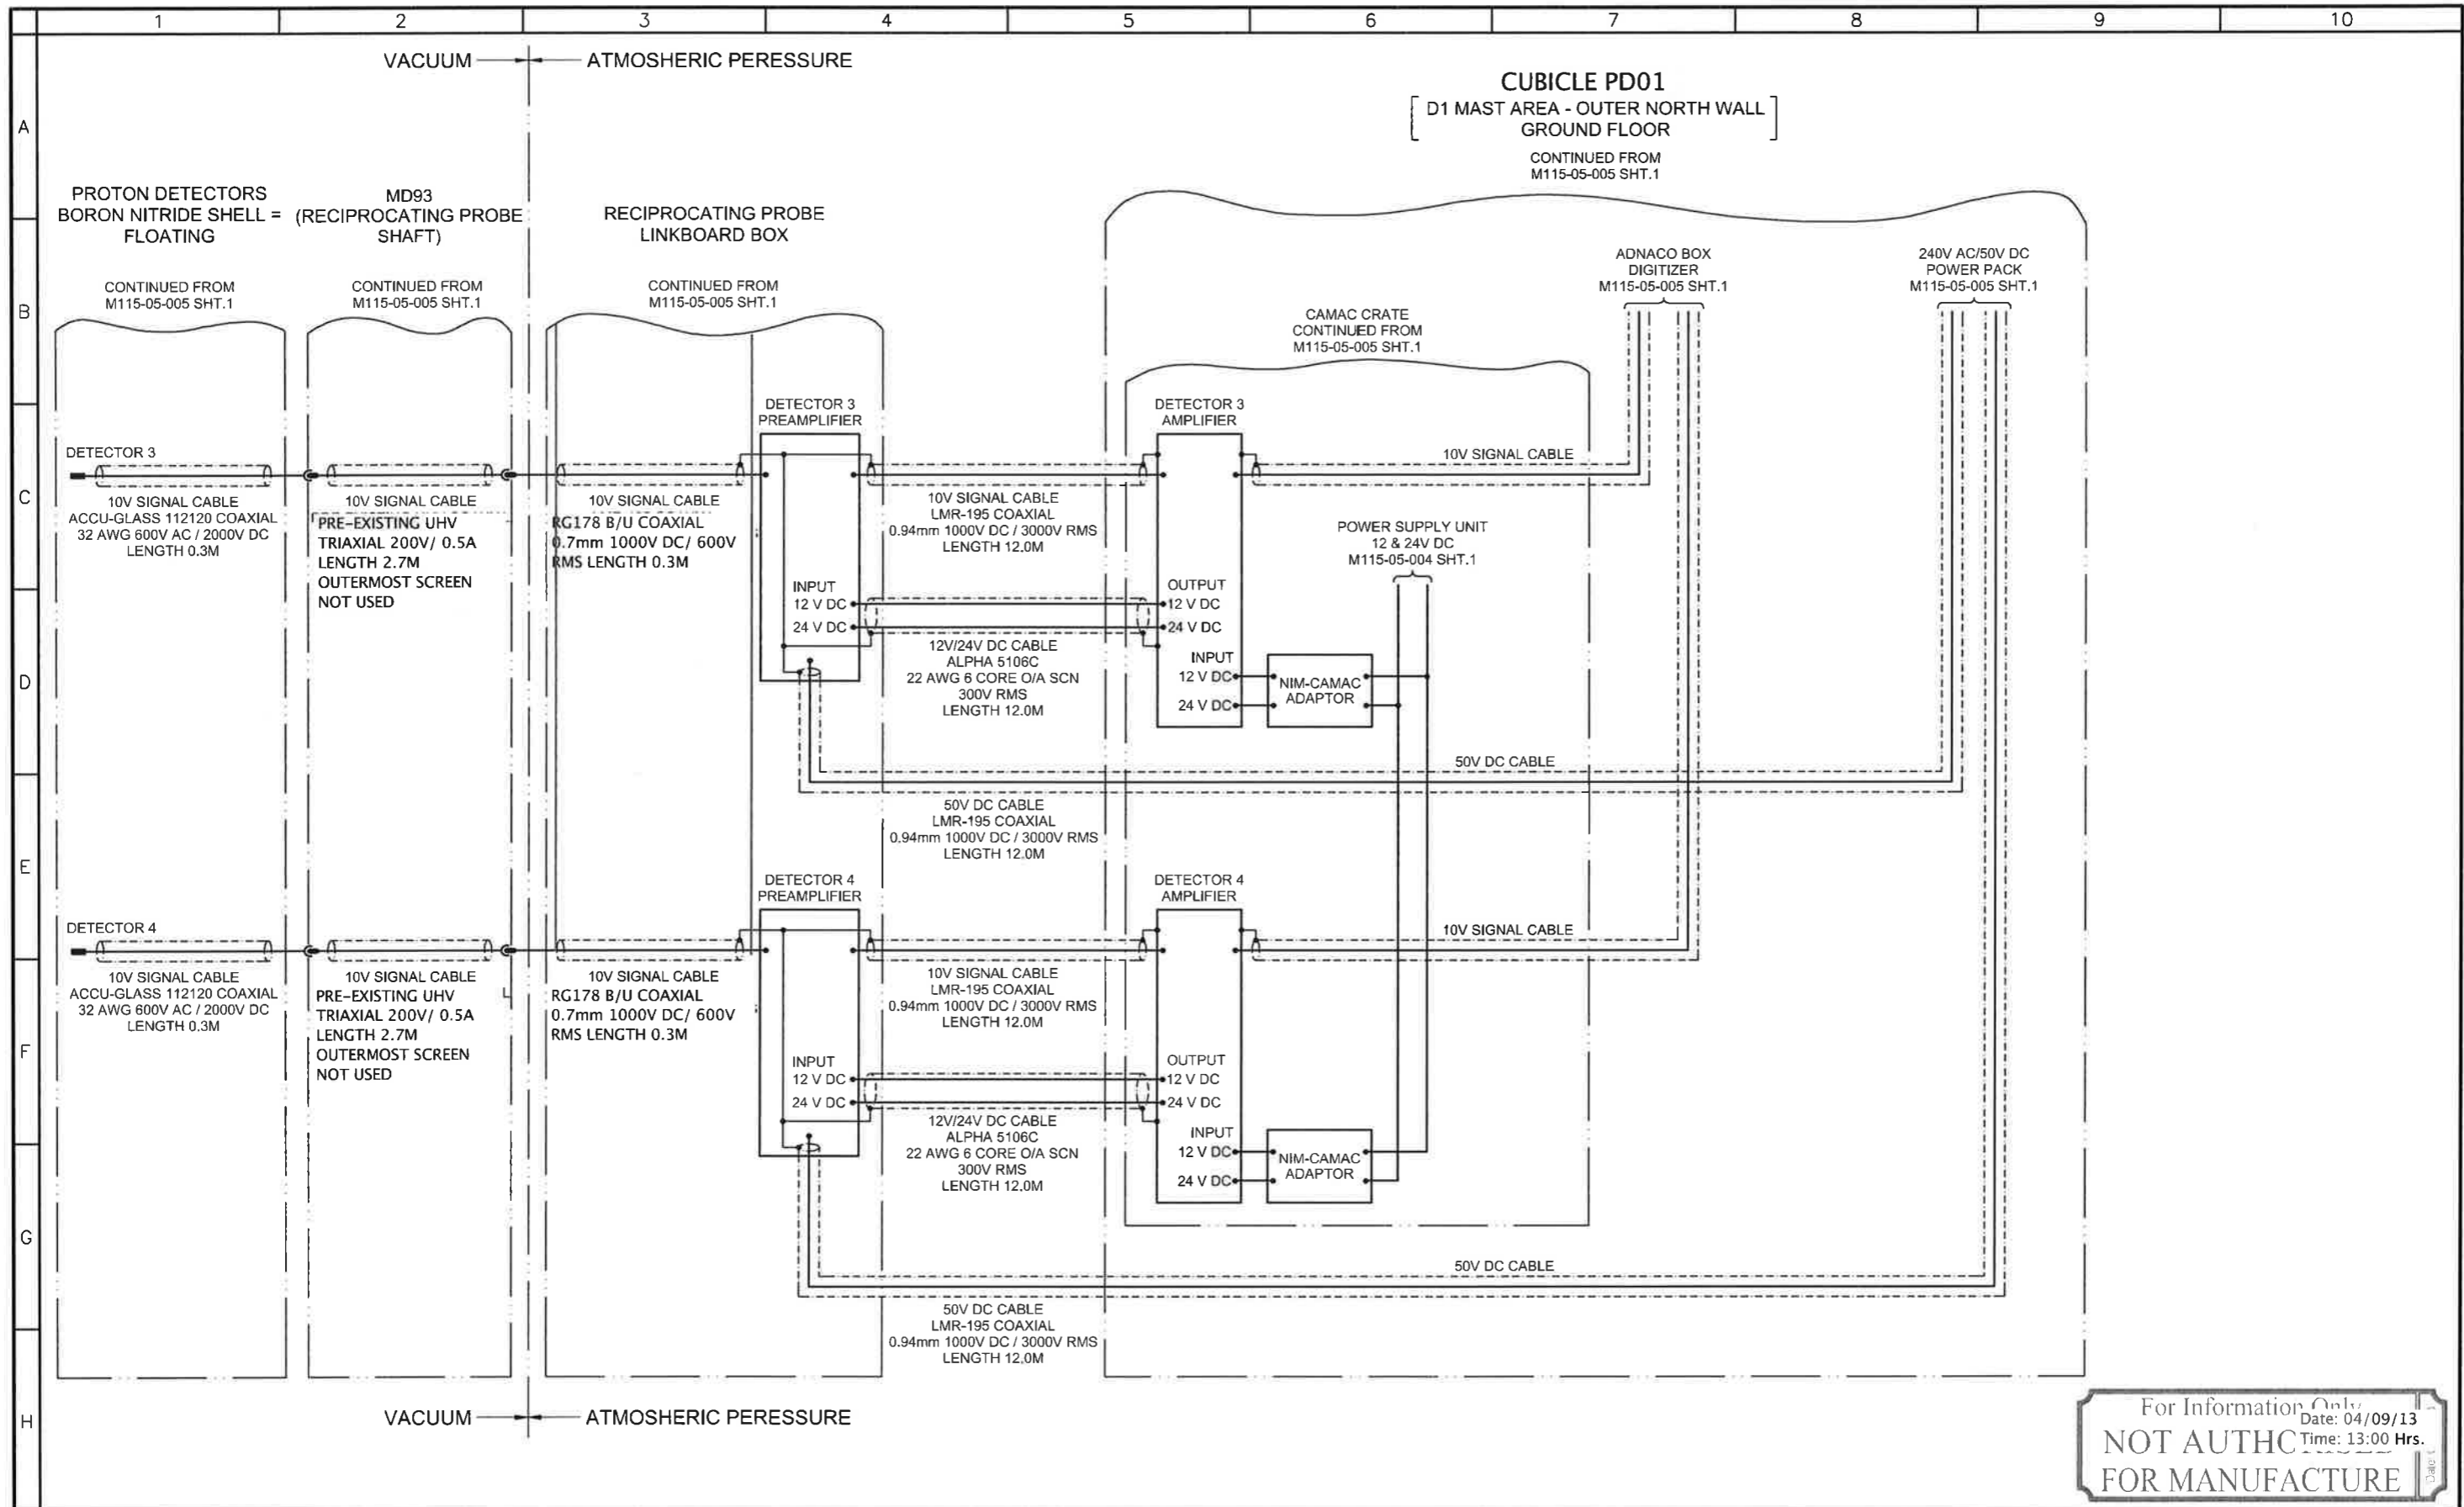 1 2 3 4 5 6 7 8 9 10
VACUUM
ATMOSHERIC PERESSURE
CUBICLE PD01
D1 MAST AREA - OUTER NORTH WALL
GROUND FLOOR
CONTINUED FROM
M115-05-005 SHT.1
A
B
C
D
E
F
G
H
PROTON DETECTORS
BORON NITRIDE SHELL =
FLOATING
CONTINUED FROM
M115-05-005 SHT.1
MD93
(RECIPROCATING PROBE
SHAFT)
CONTINUED FROM
M115-05-005 SHT.1
RECIPROCATING PROBE
LINKBOARD BOX
CONTINUED FROM
M115-05-005 SHT.1
CAMAC CRATE
CONTINUED FROM
M115-05-005 SHT.1
ADNACO BOX
DIGITIZER
M115-05-005 SHT.1
240V AC/50V DC
POWER PACK
M115-05-005 SHT.1
DETECTOR 3
10V SIGNAL CABLE
ACCU-GLASS 112120 COAXIAL
32 AWG 600V AC / 2000V DC
LENGTH 0.3M
10V SIGNAL CABLE
PRE-EXISTING UHV
TRIAXIAL 200V/ 0.5A
LENGTH 2.7M
OUTERMOST SCREEN
NOT USED
10V SIGNAL CABLE
RG178 B/U COAXIAL
0.7mm 1000V DC/ 600V
RMS LENGTH 0.3M
DETECTOR 3
PREAMPLIFIER
INPUT
12 V DC
24 V DC
10V SIGNAL CABLE
LMR-195 COAXIAL
0.94mm 1000V DC / 3000V RMS
LENGTH 12.0M
12V/24V DC CABLE
ALPHA 5106C
22 AWG 6 CORE O/A SCN
300V RMS
LENGTH 12.0M
DETECTOR 3
AMPLIFIER
OUTPUT
12 V DC
24 V DC
INPUT
12 V DC
24 V DC
NIM-CAMAC
ADAPTOR
10V SIGNAL CABLE
POWER SUPPLY UNIT
12 & 24V DC
M115-05-004 SHT.1
50V DC CABLE
50V DC CABLE
LMR-195 COAXIAL
0.94mm 1000V DC / 3000V RMS
LENGTH 12.0M
DETECTOR 4
10V SIGNAL CABLE
ACCU-GLASS 112120 COAXIAL
32 AWG 600V AC / 2000V DC
LENGTH 0.3M
10V SIGNAL CABLE
PRE-EXISTING UHV
TRIAXIAL 200V/ 0.5A
LENGTH 2.7M
OUTERMOST SCREEN
NOT USED
10V SIGNAL CABLE
RG178 B/U COAXIAL
0.7mm 1000V DC/ 600V
RMS LENGTH 0.3M
DETECTOR 4
PREAMPLIFIER
INPUT
12 V DC
24 V DC
10V SIGNAL CABLE
LMR-195 COAXIAL
0.94mm 1000V DC / 3000V RMS
LENGTH 12.0M
12V/24V DC CABLE
ALPHA 5106C
22 AWG 6 CORE O/A SCN
300V RMS
LENGTH 12.0M
DETECTOR 4
AMPLIFIER
OUTPUT
12 V DC
24 V DC
INPUT
12 V DC
24 V DC
NIM-CAMAC
ADAPTOR
10V SIGNAL CABLE
50V DC CABLE
50V DC CABLE
LMR-195 COAXIAL
0.94mm 1000V DC / 3000V RMS
LENGTH 12.0M
VACUUM
ATMOSHERIC PERESSURE
For Information Only
Date: 04/09/13
NOT
Time: 13:00 Hrs.
FOR MANUFACTURE